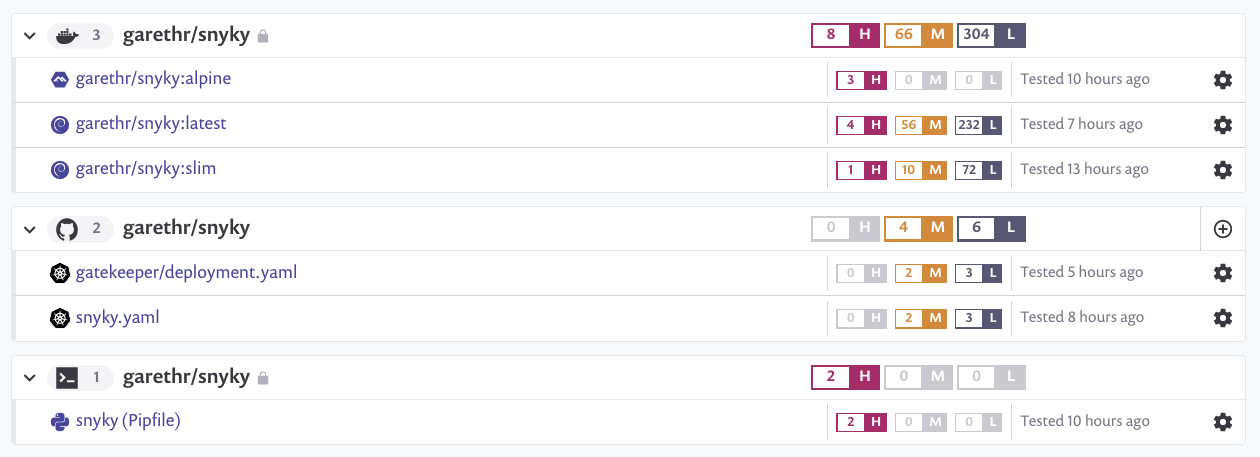 3 garethr/snyky 8 H 66 M 304 L
garethr/snyky:alpine 3 H 0 M 0 L Tested 10 hours ago
garethr/snyky:latest 4 H 56 M 232 L Tested 7 hours ago
garethr/snyky:slim 1 H 10 M 72 L Tested 13 hours ago
2 garethr/snyky 0 H 4 M 6 L
gatekeeper/deployment.yaml 0 H 2 M 3 L Tested 5 hours ago
snyky.yaml 0 H 2 M 3 L Tested 8 hours ago
1 garethr/snyky 2 H 0 M 0 L
snyky (Pipfile) 2 H 0 M 0 L Tested 10 hours ago